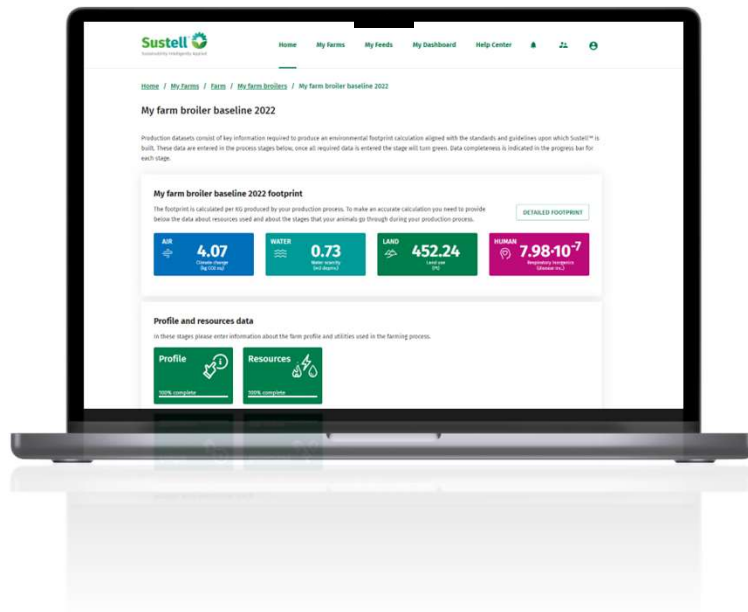 Sustell
Home My Farms My Feeds My Dashboard Help Center
Home / My Farms / Farm / My farm broilers / My farm broiler baseline 2022
My farm broiler baseline 2022
Production datasets consist of key information required to produce an environmental footprint calculation aligned with the standards and guidelines upon which Sustell™ is
built. These data are entered in the process stages below, once all required data is entered the stage will turn green. Data completeness is indicated in the progress bar for
each stage.
My farm broiler baseline 2022 footprint
The footprint is calculated per KG produced by your production process. To make an accurate calculation you need to provide
below the data about resources used and about the stages that your animals go through during your production process.
DETAILED FOOTPRINT
AIR
4.07
Climate change
(kg CO2 eq)
WATER
0.73
Water scarcity
(m3 depriv.)
LAND
452.24
Land use
(Pt)
HUMAN
7.98·10⁻⁷
Respiratory inorganics
(disease inc.)
Profile and resources data
In these stages please enter information about the farm profile and utilities used in the farming process.
Profile
100% complete
Resources
100% complete